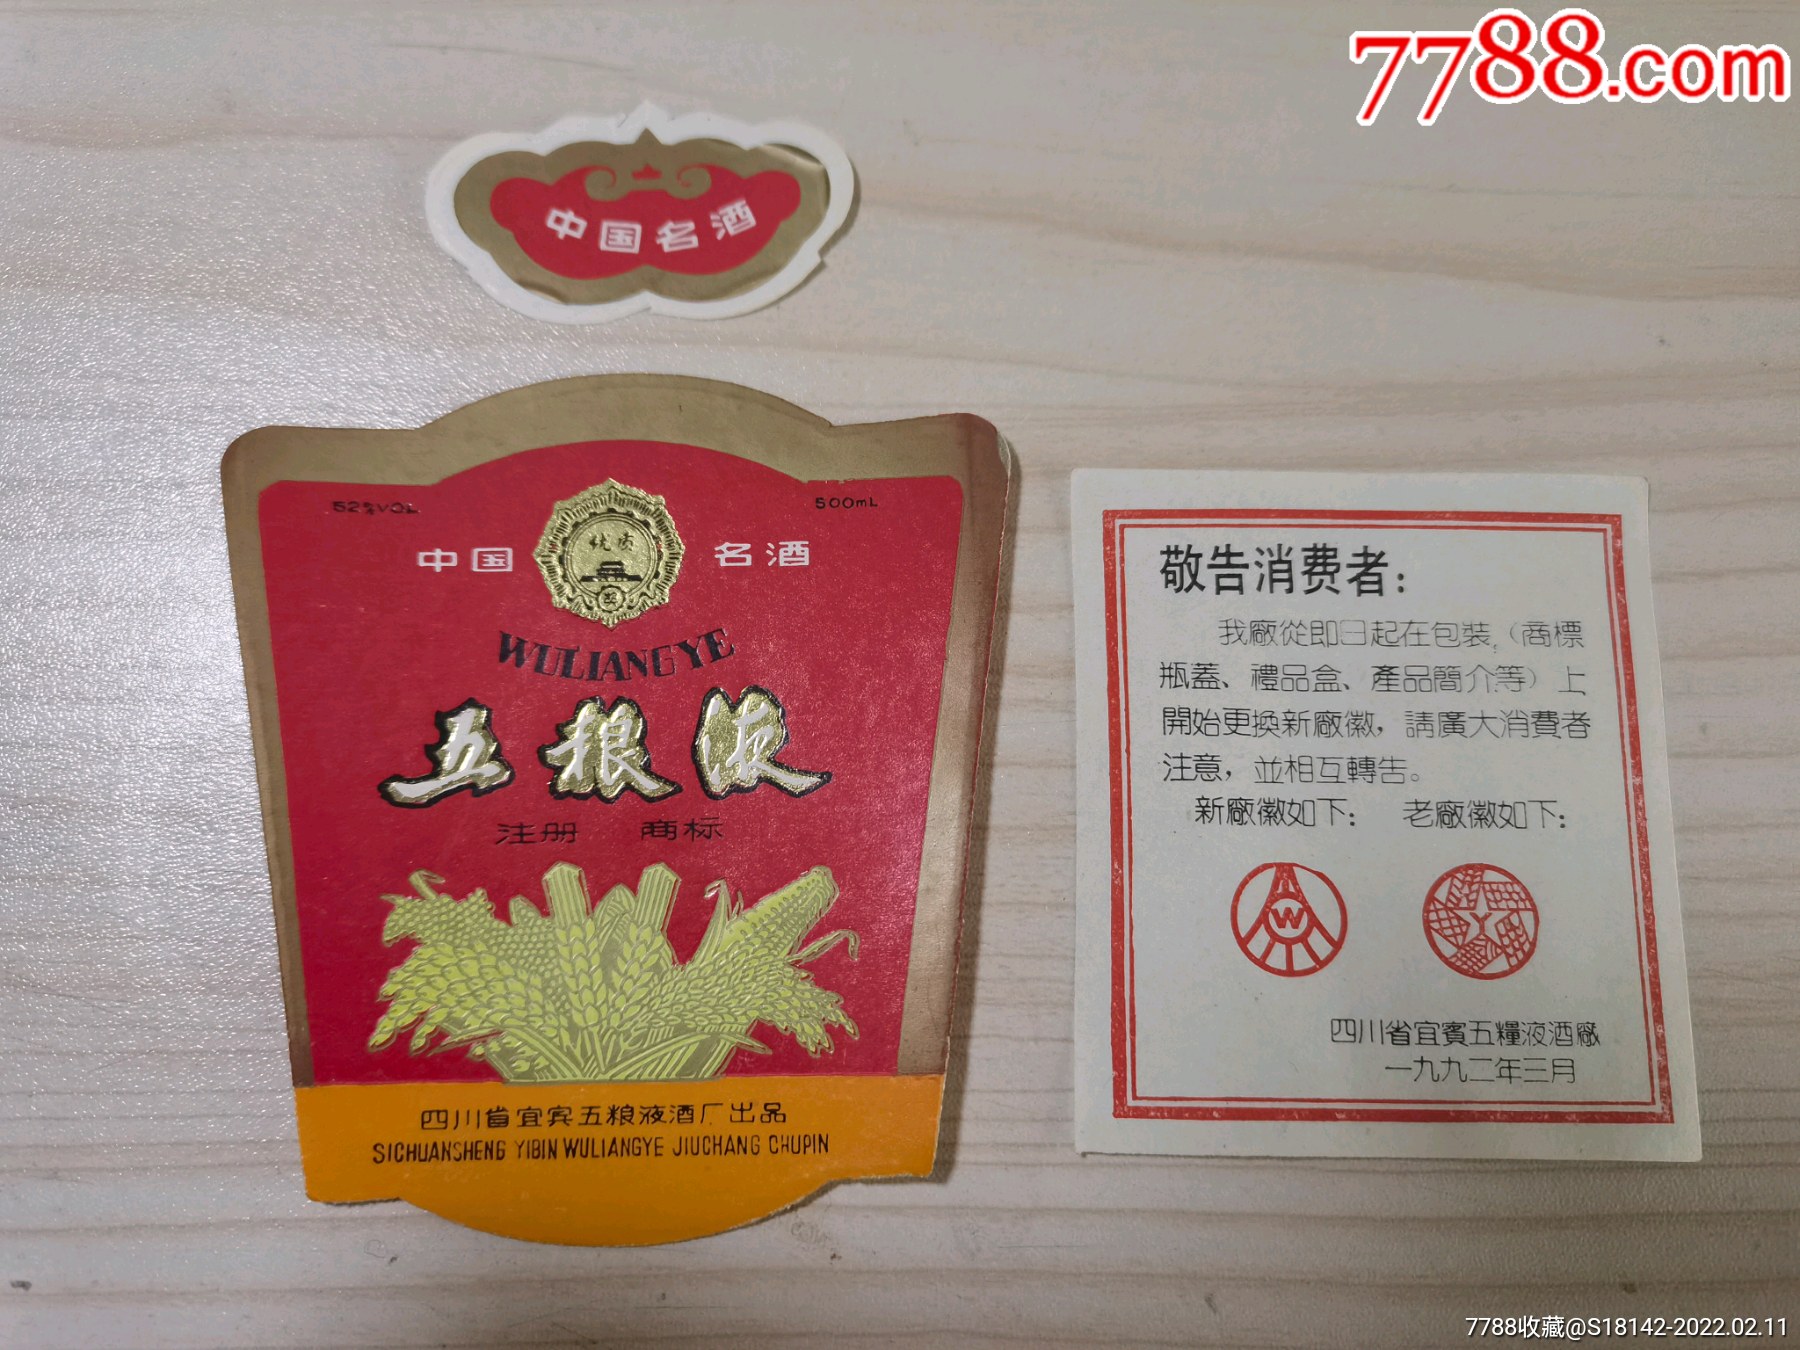 7788.com
中国名酒
52%VOL
500mL
中国
优质
名酒
WULIANGYE
五粮液
注册 商标
四川省宜宾五粮液酒厂出品
SICHUANSHENG YIBIN WULIANGYE JIUCHANG CHUPIN
敬告消费者:
我廠從即日起在包裝,(商標
瓶蓋、禮品盒、產品簡介等)上
開始更換新廠徽,請廣大消費者
注意,並相互轉告。
新廠徽如下: 老廠徽如下:
W
Y
四川省宜賓五糧液酒廠
一九九二年三月
7788收藏@S18142-2022.02.11